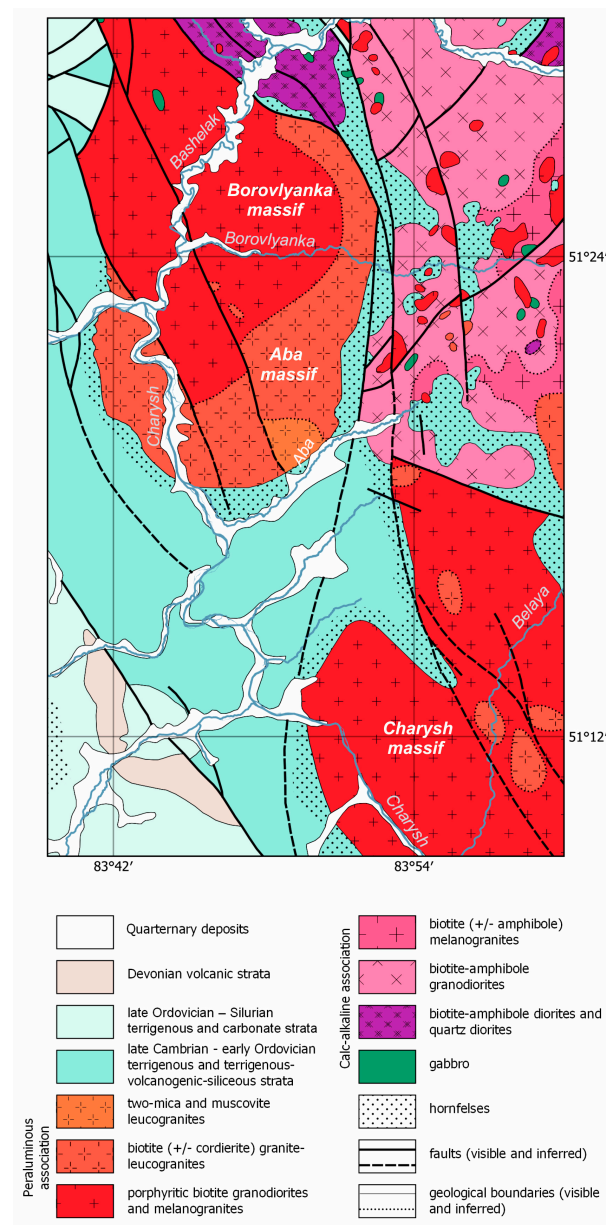 Bashelak
Borovlyanka
massif
Borovlyanka
51°24'
Aba
massif
Charysh
Aba
Belaya
Charysh
massif
51°12'
Charysh
83°42'
83°54'
Quarternary deposits
Devonian volcanic strata
late Ordovician – Silurian
terrigenous and carbonate strata
late Cambrian - early Ordovician
terrigenous and terrigenous-
volcanogenic-siliceous strata
Peraluminous
association
two-mica and muscovite
leucogranites
biotite (+/- cordierite) granite-
leucogranites
porphyritic biotite granodiorites
and melanogranites
Calc-alkaline association
biotite (+/- amphibole)
melanogranites
biotite-amphibole
granodiorites
biotite-amphibole diorites and
quartz diorites
gabbro
hornfelses
faults (visible and inferred)
geological boundaries (visible
and inferred)